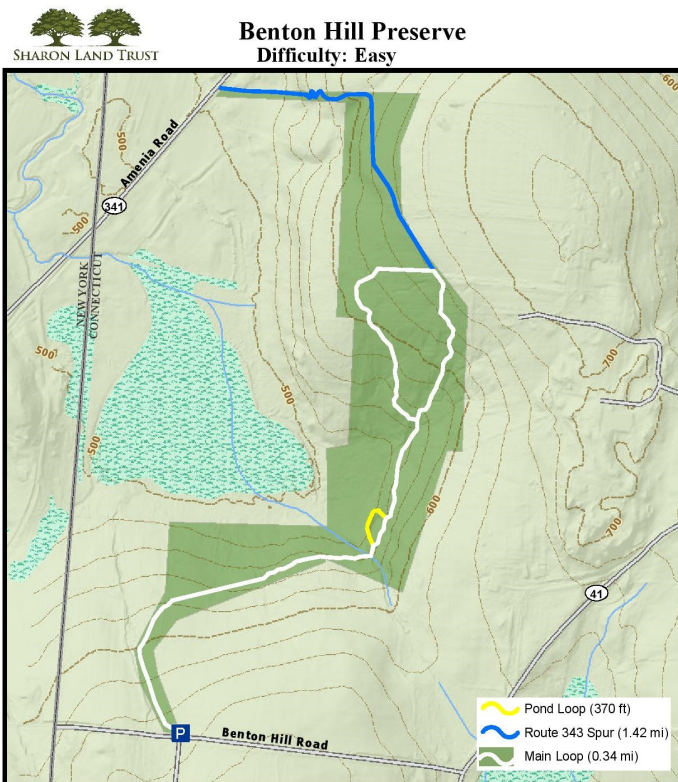 SHARON LAND TRUST
Benton Hill Preserve
Difficulty: Easy
600
500
Amenia Road
341
500
NEW YORK
CONNECTICUT
500
700
500
500
600
700
41
P
Benton Hill Road
Pond Loop (370 ft)
Route 343 Spur (1.42 mi)
Main Loop (0.34 mi)